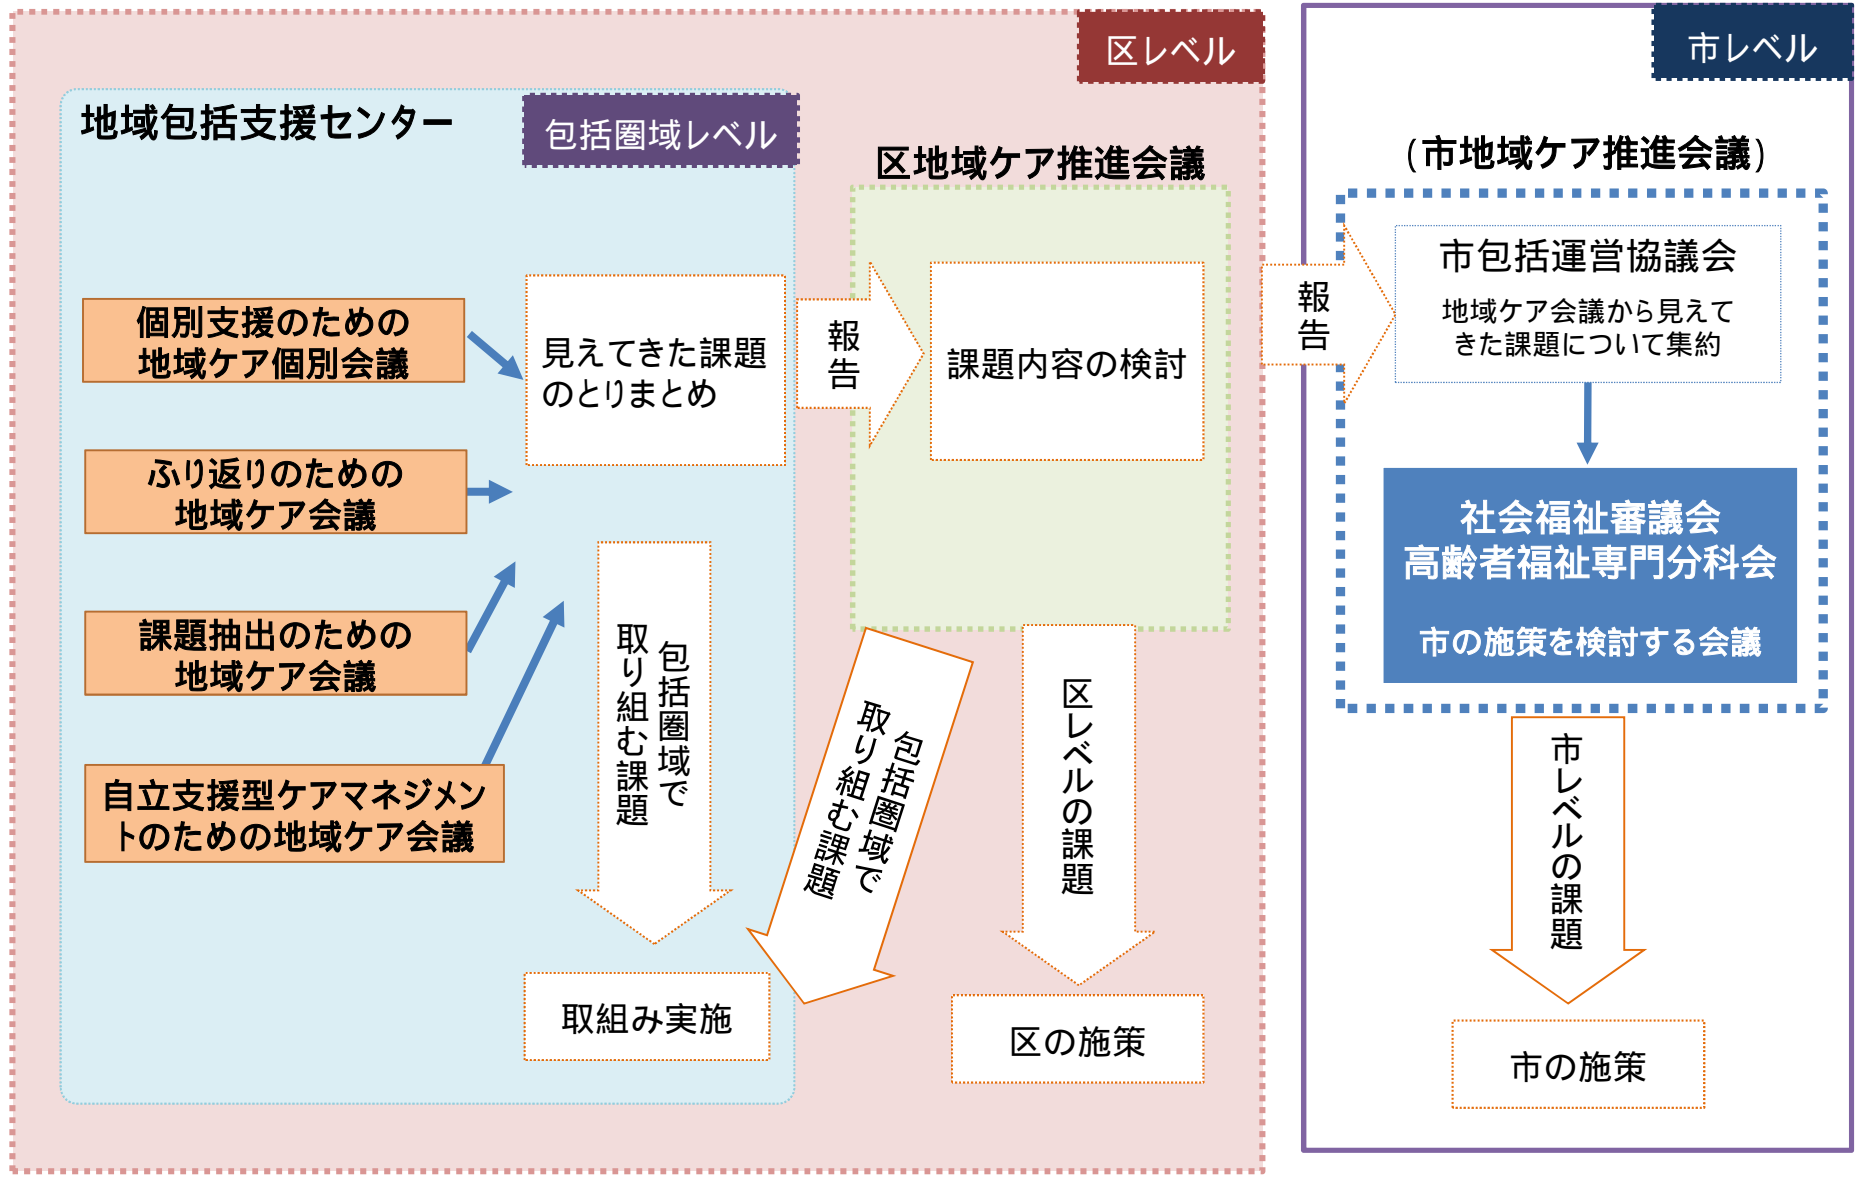 区レベル
地域包括支援センター
包括圏域レベル
個別支援のための
地域ケア個別会議
ふり返りのための
地域ケア会議
課題抽出のための
地域ケア会議
自立支援型ケアマネジメン
トのための地域ケア会議
見えてきた課題
のとりまとめ
包括圏域で
取り組む課題
取組み実施
報告
区地域ケア推進会議
課題内容の検討
包括圏域で
取り組む課題
区レベルの課題
区の施策
報告
市レベル
(市地域ケア推進会議)
市包括運営協議会
地域ケア会議から見えて
きた課題について集約
社会福祉審議会
高齢者福祉専門分科会
市の施策を検討する会議
市レベルの課題
市の施策